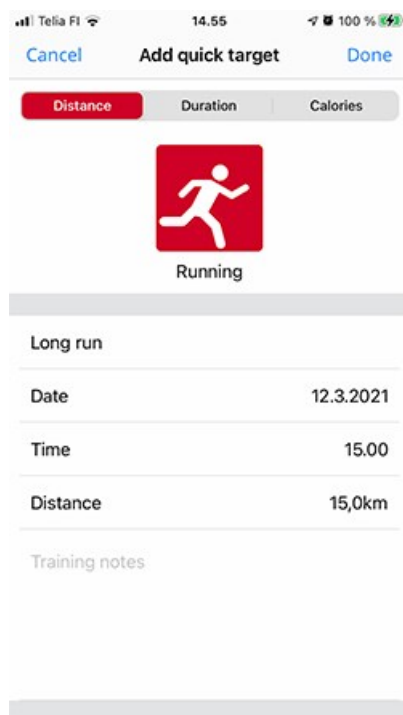 Telia FI 14.55 100 %
Cancel Add quick target Done
Distance Duration Calories
Running
Long run
Date 12.3.2021
Time 15.00
Distance 15,0km
Training notes